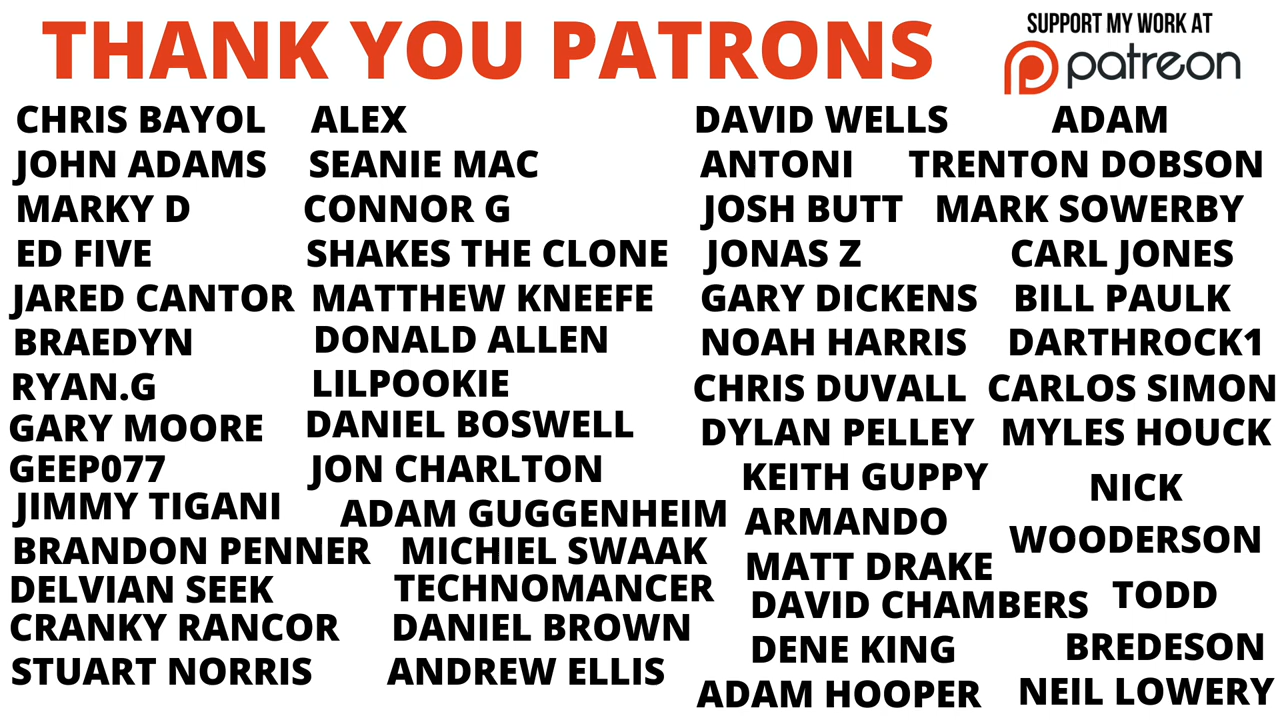 THANK YOU PATRONS
SUPPORT MY WORK AT
patreon
CHRIS BAYOL
JOHN ADAMS
MARKY D
ED FIVE
JARED CANTOR
BRAEDYN
RYAN.G
GARY MOORE
GEEP077
JIMMY TIGANI
BRANDON PENNER
DELVIAN SEEK
CRANKY RANCOR
STUART NORRIS
ALEX
SEANIE MAC
CONNOR G
SHAKES THE CLONE
MATTHEW KNEEFE
DONALD ALLEN
LILPOOKIE
DANIEL BOSWELL
JON CHARLTON
ADAM GUGGENHEIM
MICHIEL SWAAK
TECHNOMANCER
DANIEL BROWN
ANDREW ELLIS
DAVID WELLS
ANTONI
JOSH BUTT
JONAS Z
GARY DICKENS
NOAH HARRIS
CHRIS DUVALL
DYLAN PELLEY
KEITH GUPPY
ARMANDO
MATT DRAKE
DAVID CHAMBERS
DENE KING
ADAM HOOPER
ADAM
TRENTON DOBSON
MARK SOWERBY
CARL JONES
BILL PAULK
DARTHROCK1
CARLOS SIMON
MYLES HOUCK
NICK
WOODERSON
TODD
BREDESON
NEIL LOWERY